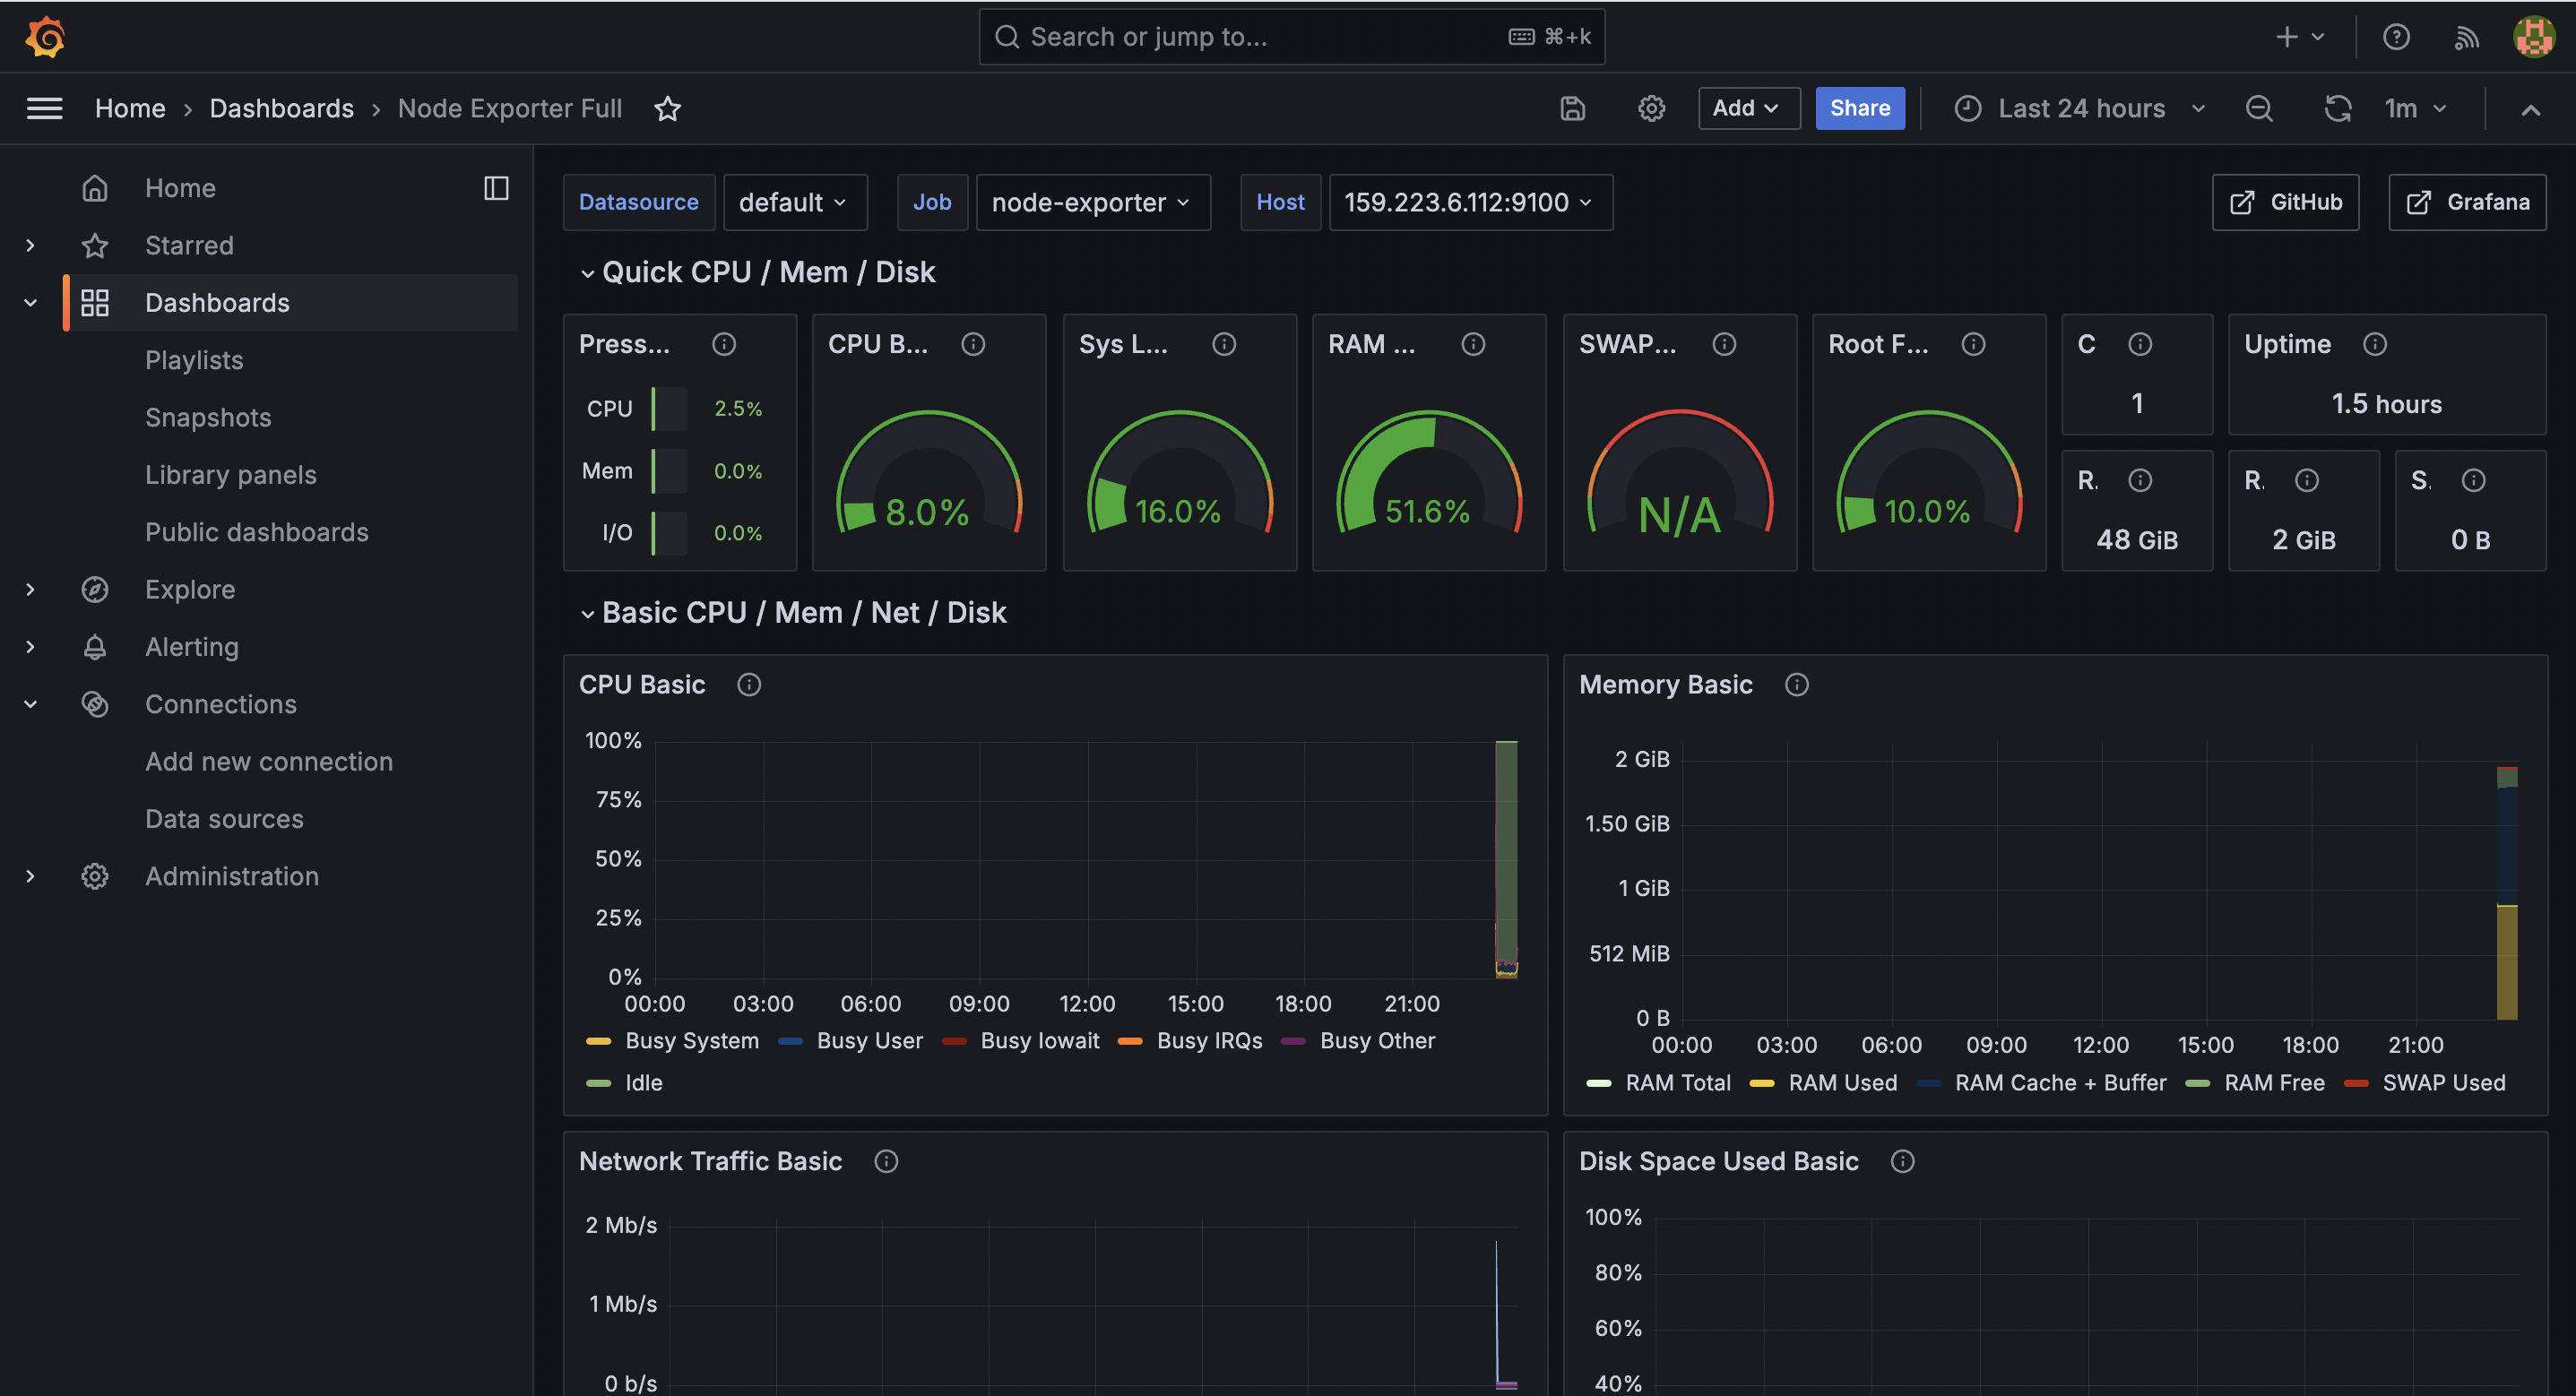 Search or jump to... ⌘+k
Home › Dashboards › Node Exporter Full Add Share Last 24 hours 1m
Home
Starred
Dashboards
Playlists
Snapshots
Library panels
Public dashboards
Explore
Alerting
Connections
Add new connection
Data sources
Administration
Datasource default Job node-exporter Host 159.223.6.112:9100 GitHub Grafana
Quick CPU / Mem / Disk
Press...
CPU 2.5%
Mem 0.0%
I/O 0.0%
CPU B...
8.0%
Sys L...
16.0%
RAM ...
51.6%
SWAP...
N/A
Root F...
10.0%
C
1
Uptime
1.5 hours
R.
48 GiB
R.
2 GiB
S.
0 B
Basic CPU / Mem / Net / Disk
CPU Basic
100%
75%
50%
25%
0%
00:00 03:00 06:00 09:00 12:00 15:00 18:00 21:00
Busy System Busy User Busy Iowait Busy IRQs Busy Other
Idle
Memory Basic
2 GiB
1.50 GiB
1 GiB
512 MiB
0 B
00:00 03:00 06:00 09:00 12:00 15:00 18:00 21:00
RAM Total RAM Used RAM Cache + Buffer RAM Free SWAP Used
Network Traffic Basic
2 Mb/s
1 Mb/s
0 b/s
Disk Space Used Basic
100%
80%
60%
40%